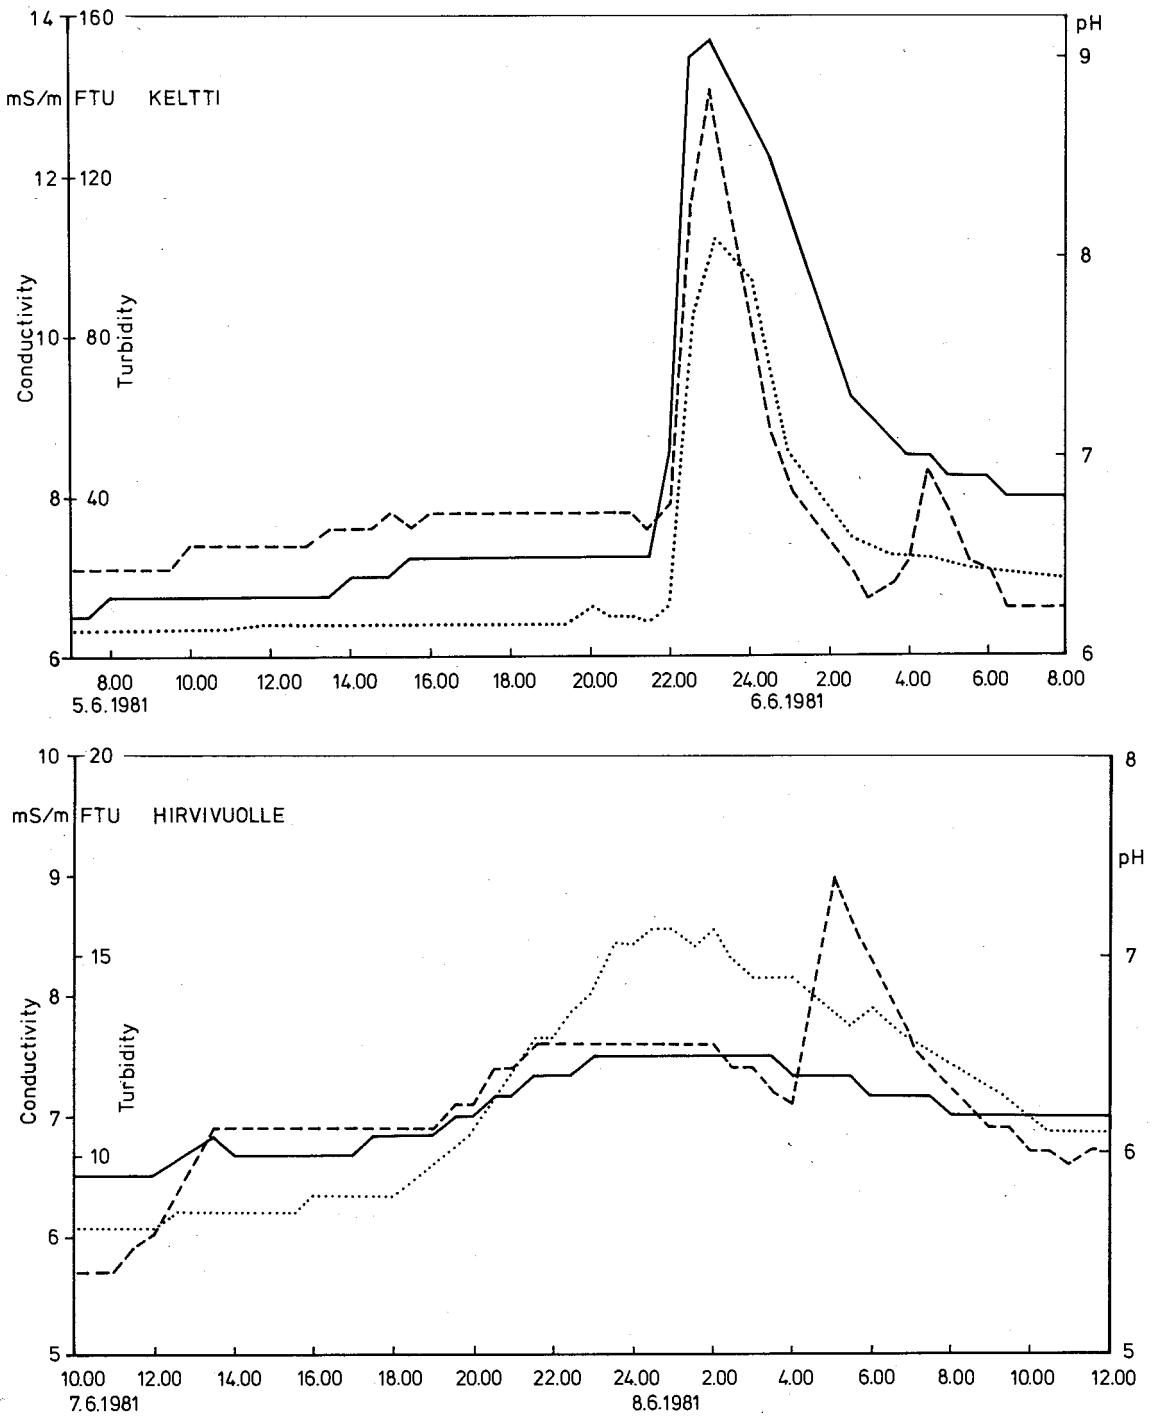 14 160 pH
9
mS/m FTU KELTTI
12 120
8
Conductivity
Turbidity
10 80
7
8 40
6 6
8.00 10.00 12.00 14.00 16.00 18.00 20.00 22.00 24.00 2.00 4.00 6.00 8.00
5.6.1981 6.6.1981
10 20 8
mS/m FTU HIRVIVUOLLE
pH
9
15 7
8
Conductivity
Turbidity
7
10 6
6
5 5
10.00 12.00 14.00 16.00 18.00 20.00 22.00 24.00 2.00 4.00 6.00 8.00 10.00 12.00
7.6.1981 8.6.1981